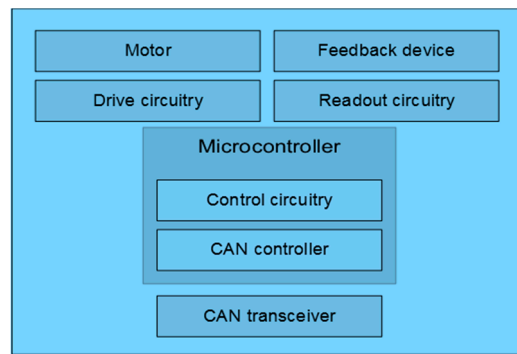 Motor
Feedback device
Drive circuitry
Readout circuitry
Microcontroller
Control circuitry
CAN controller
CAN transceiver